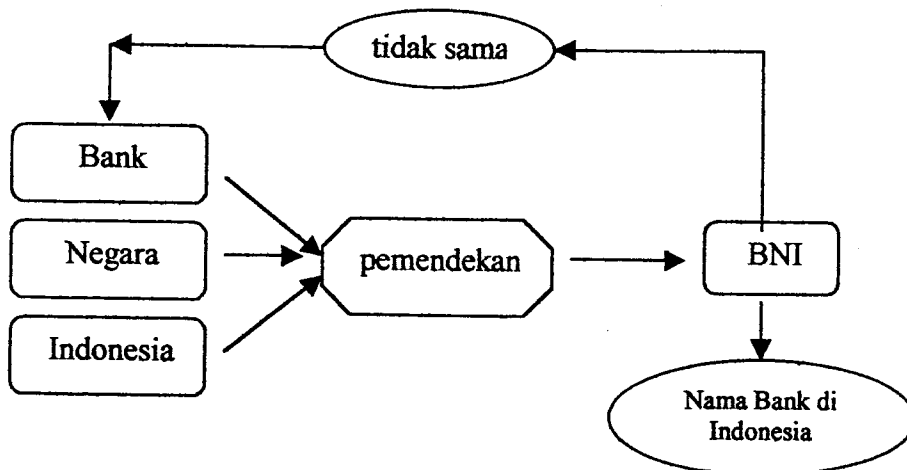 tidak sama
Bank
Negara
Indonesia
pemendekan
BNI
Nama Bank di
Indonesia